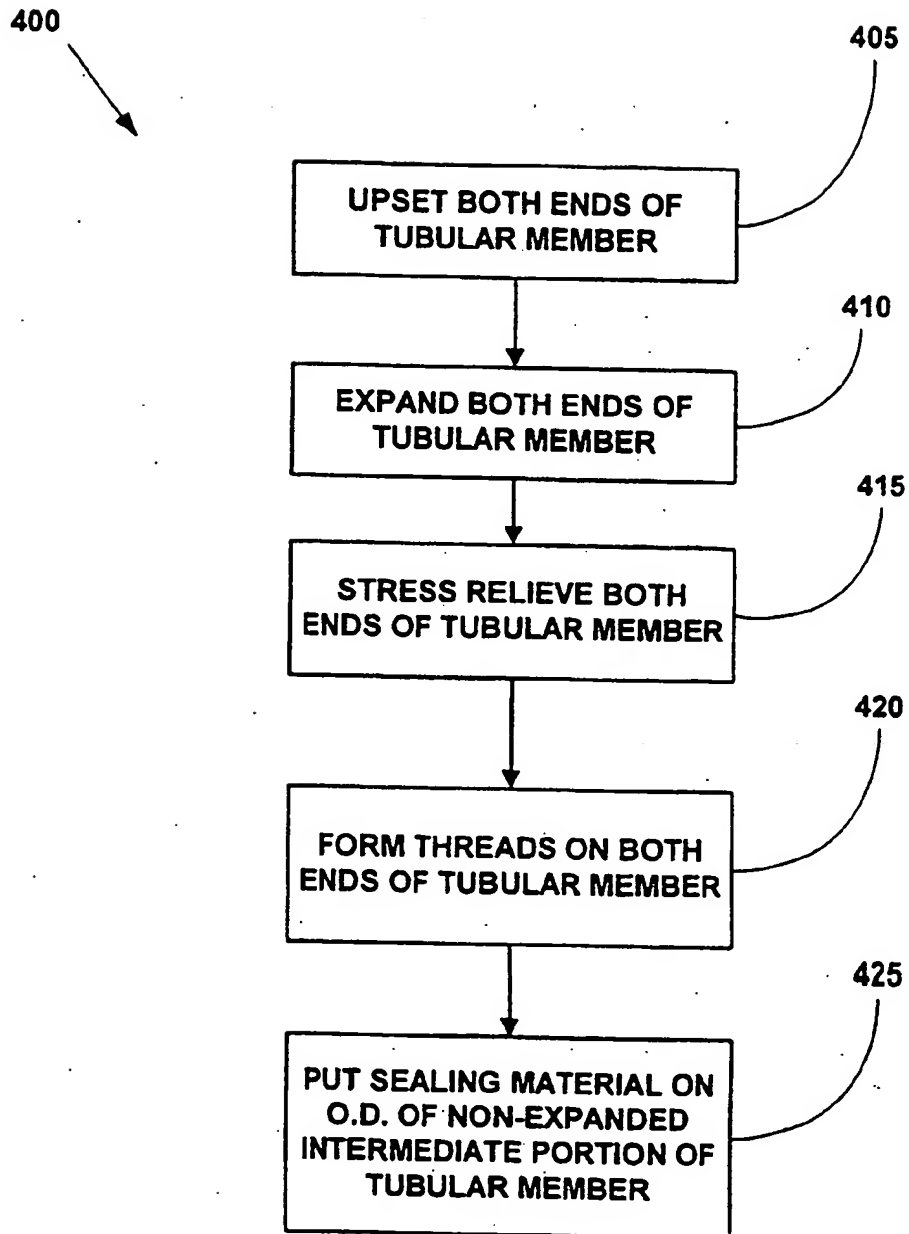 400
405
UPSET BOTH ENDS OF
TUBULAR MEMBER
410
EXPAND BOTH ENDS OF
TUBULAR MEMBER
415
STRESS RELIEVE BOTH
ENDS OF TUBULAR MEMBER
420
FORM THREADS ON BOTH
ENDS OF TUBULAR MEMBER
425
PUT SEALING MATERIAL ON
O.D. OF NON-EXPANDED
INTERMEDIATE PORTION OF
TUBULAR MEMBER